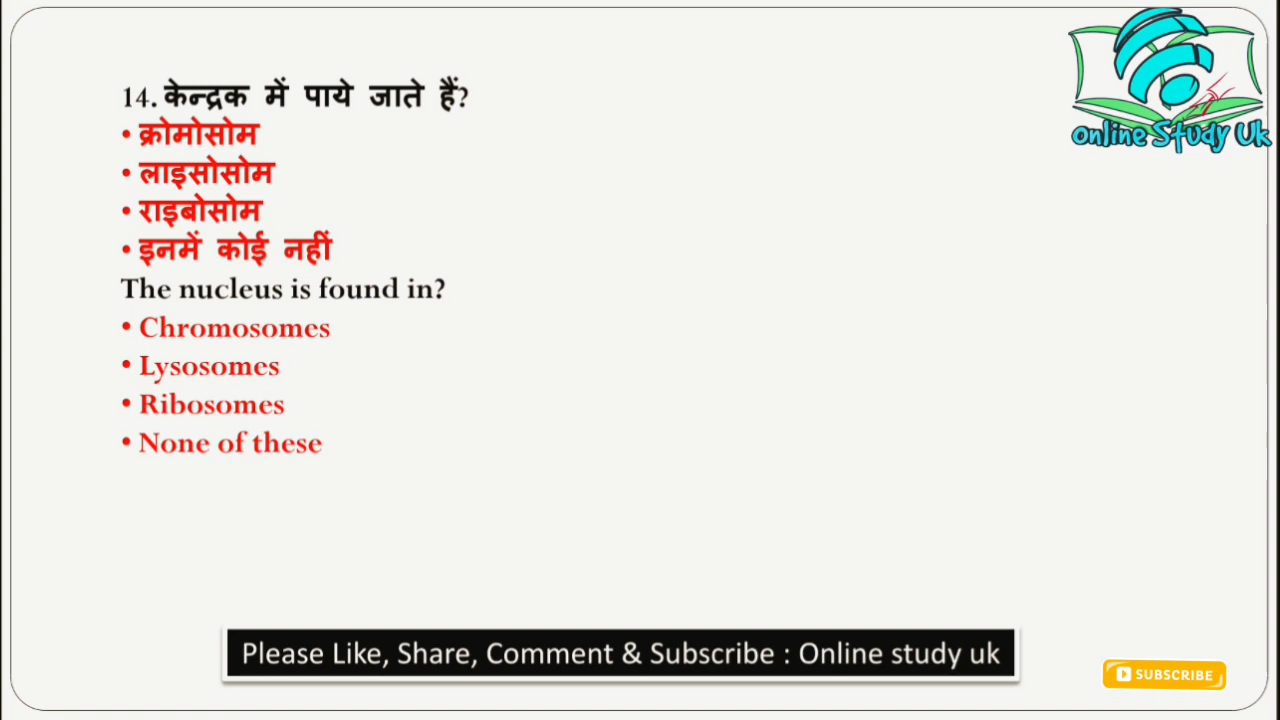 14. केन्द्रक में पाये जाते हैं?
• क्रोमोसोम
• लाइसोसोम
• राइबोसोम
• इनमें कोई नहीं
The nucleus is found in?
• Chromosomes
• Lysosomes
• Ribosomes
• None of these
Online Study Uk
Please Like, Share, Comment & Subscribe : Online study uk
SUBSCRIBE